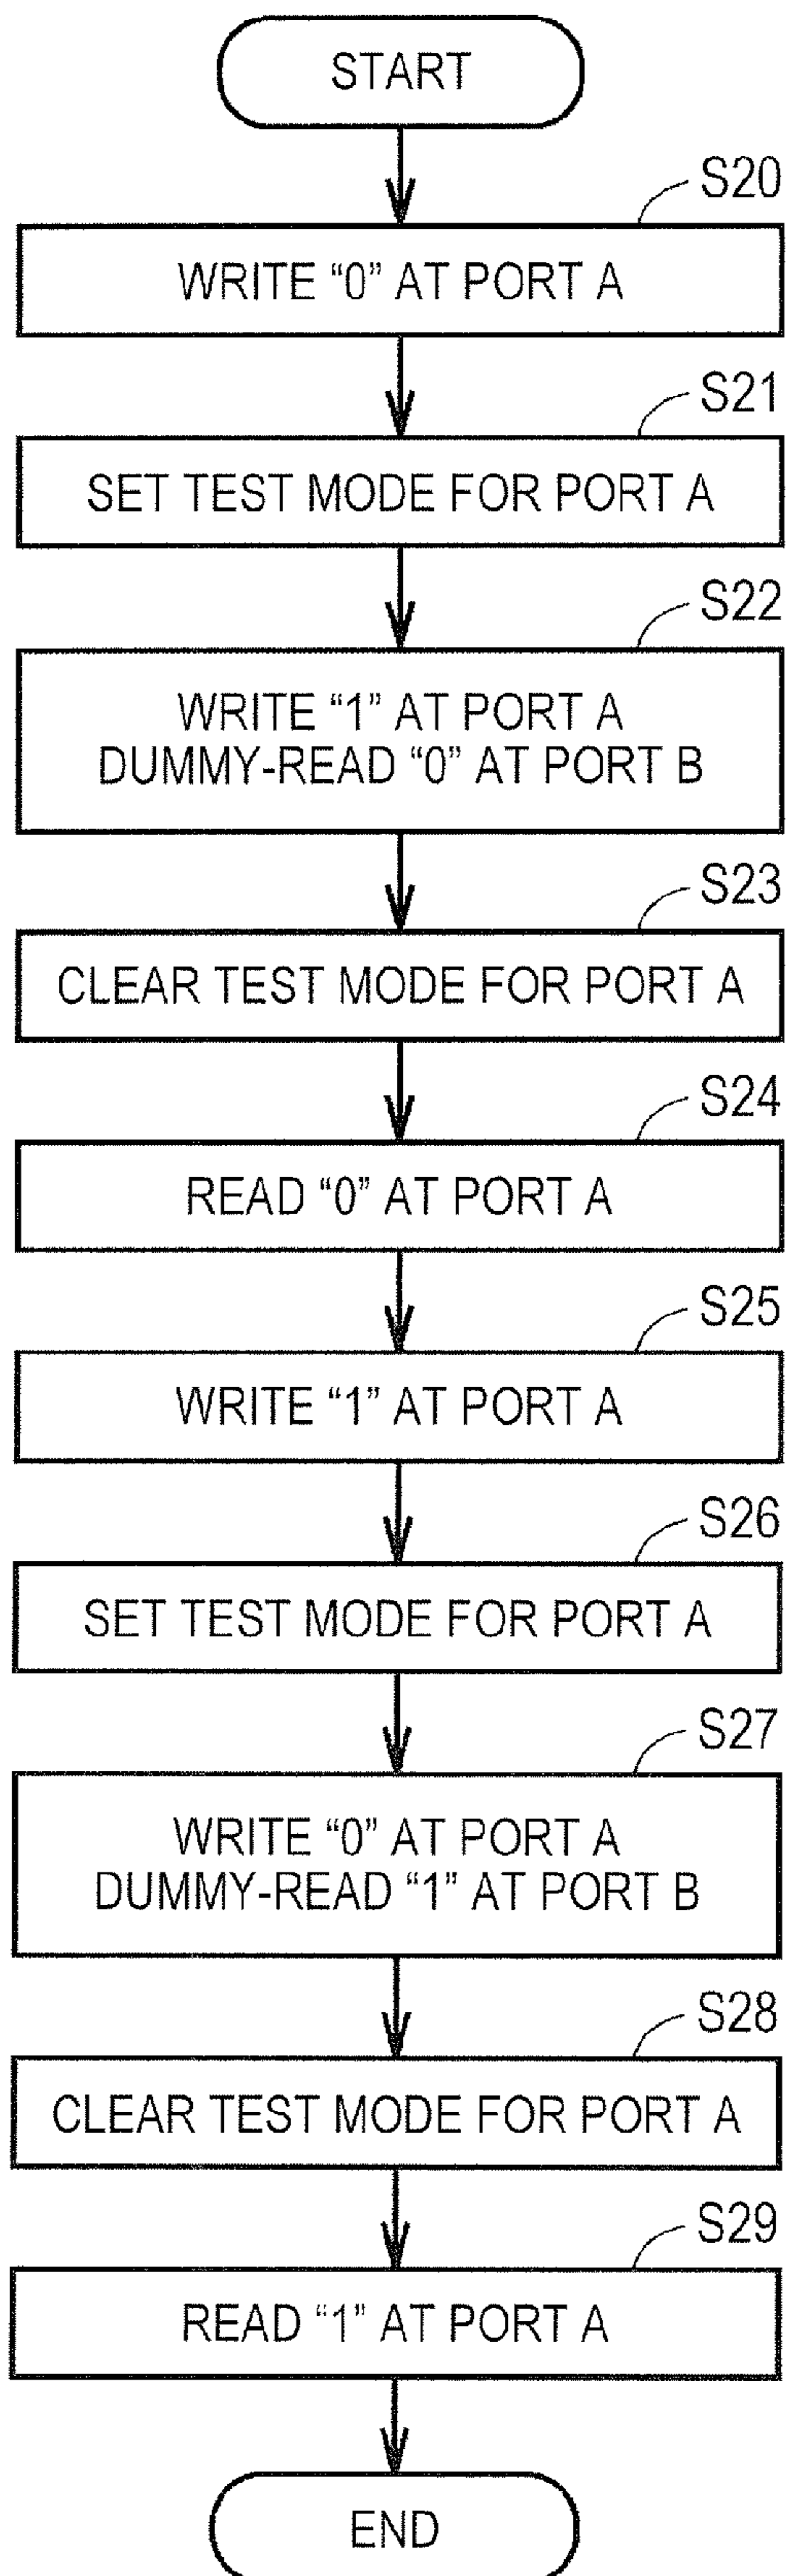 START
S20
WRITE “0” AT PORT A
S21
SET TEST MODE FOR PORT A
S22
WRITE “1” AT PORT A
DUMMY-READ “0” AT PORT B
S23
CLEAR TEST MODE FOR PORT A
S24
READ “0” AT PORT A
S25
WRITE “1” AT PORT A
S26
SET TEST MODE FOR PORT A
S27
WRITE “0” AT PORT A
DUMMY-READ “1” AT PORT B
S28
CLEAR TEST MODE FOR PORT A
S29
READ “1” AT PORT A
END